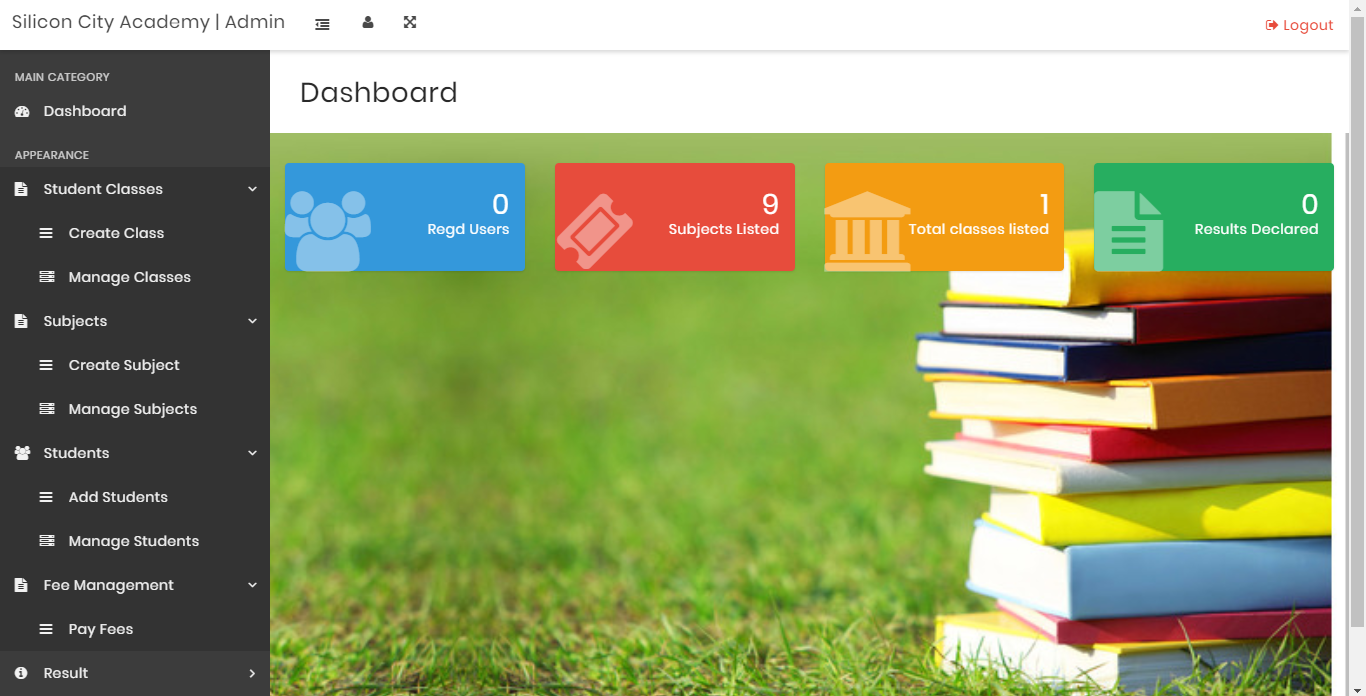 Silicon City Academy | Admin
Logout
MAIN CATEGORY
Dashboard
APPEARANCE
Student Classes
Create Class
Manage Classes
Subjects
Create Subject
Manage Subjects
Students
Add Students
Manage Students
Fee Management
Pay Fees
Result
Dashboard
0
Regd Users
9
Subjects Listed
1
Total classes listed
0
Results Declared